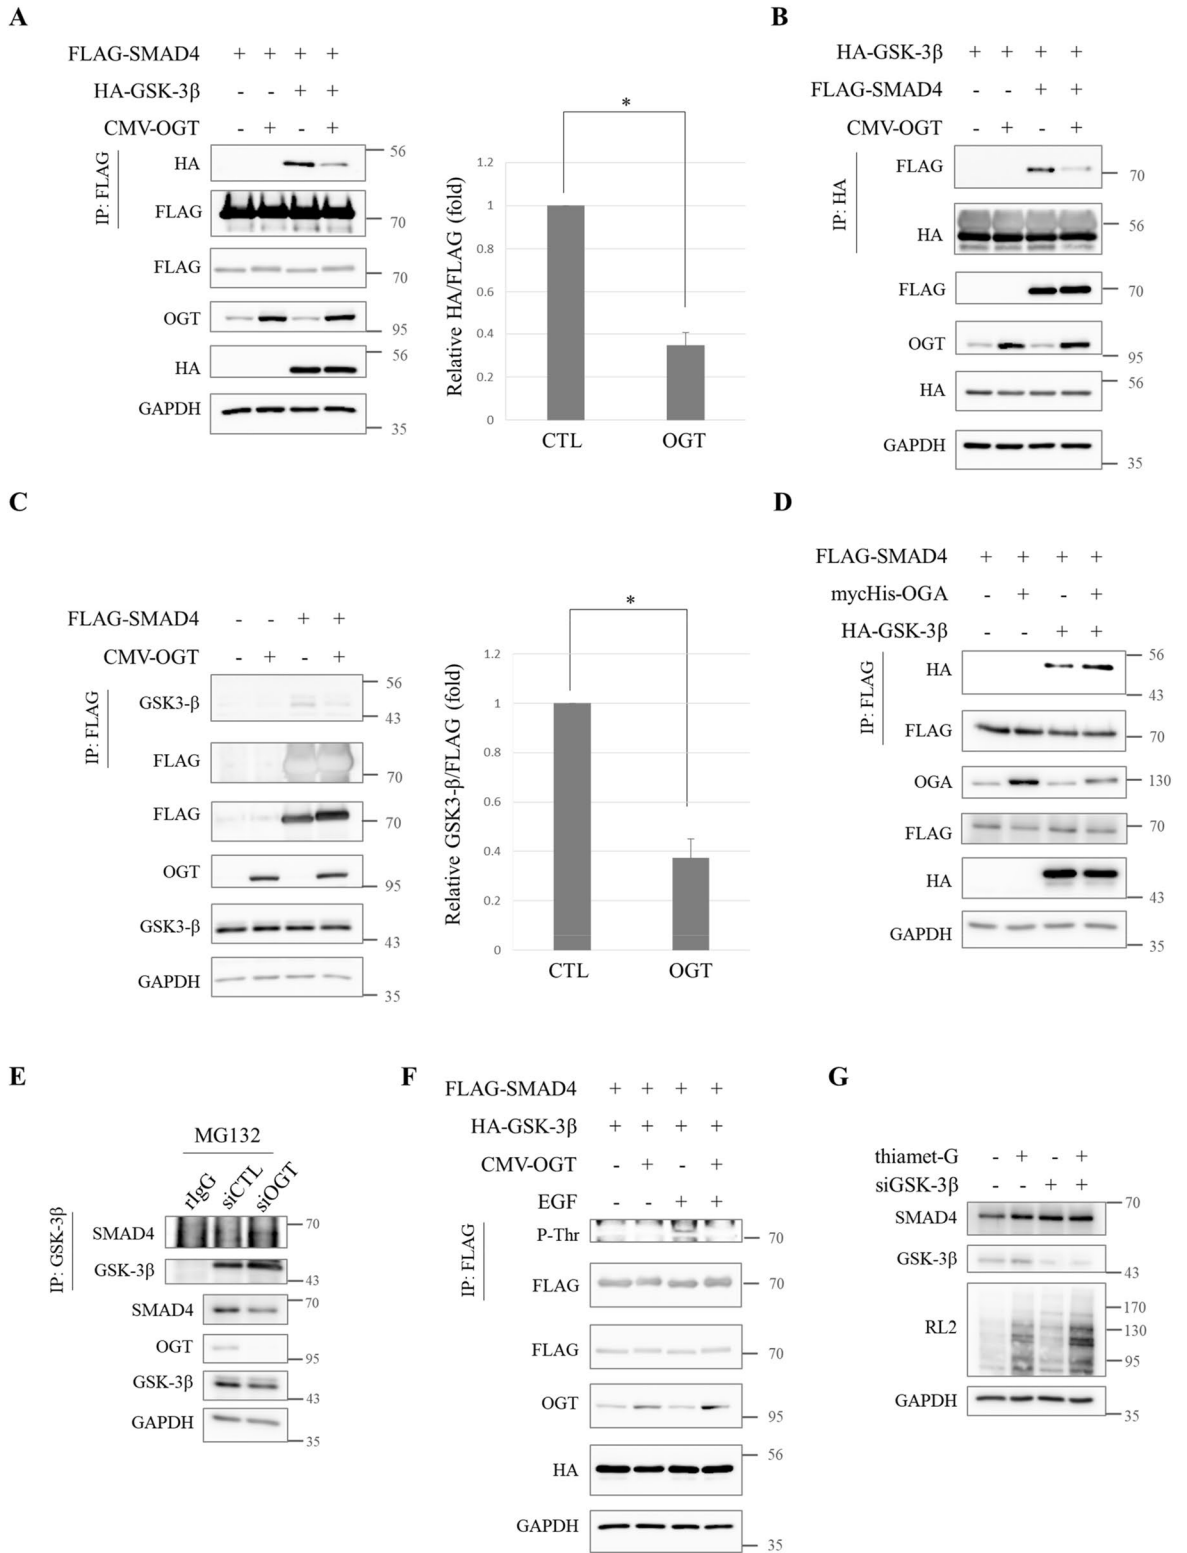 A
FLAG-SMAD4 + + + +
HA-GSK-3β - - + +
CMV-OGT - + - +
IP: FLAG
HA 56
FLAG 70
FLAG 70
OGT 95
HA 56
GAPDH 35
Relative HA/FLAG (fold)
1.2
1
0.8
0.6
0.4
0.2
0
*
CTL OGT
B
HA-GSK-3β + + + +
FLAG-SMAD4 - - + +
CMV-OGT - + - +
IP: HA
FLAG 70
HA 56
FLAG 70
OGT 95
HA 56
GAPDH 35
C
FLAG-SMAD4 - - + +
CMV-OGT - + - +
IP: FLAG
GSK3-β 56
43
FLAG 70
FLAG 70
OGT 95
GSK3-β 43
GAPDH 35
Relative GSK3-β/FLAG (fold)
1.2
1
0.8
0.6
0.4
0.2
0
*
CTL OGT
D
FLAG-SMAD4 + + + +
mycHis-OGA - + - +
HA-GSK-3β - - + +
IP: FLAG
HA 56
43
FLAG 70
OGA 130
FLAG 70
HA 43
GAPDH 35
E
MG132
rIgG siCTL siOGT
IP: GSK-3β
SMAD4 70
GSK-3β 43
SMAD4 70
OGT 95
GSK-3β 43
GAPDH 35
F
FLAG-SMAD4 + + + +
HA-GSK-3β + + + +
CMV-OGT - + - +
EGF - - + +
IP: FLAG
P-Thr 70
FLAG 70
FLAG 70
OGT 95
HA 56
GAPDH 35
G
thiamet-G - + - +
siGSK-3β - - + +
SMAD4 70
GSK-3β 43
RL2 170
130
95
GAPDH 35